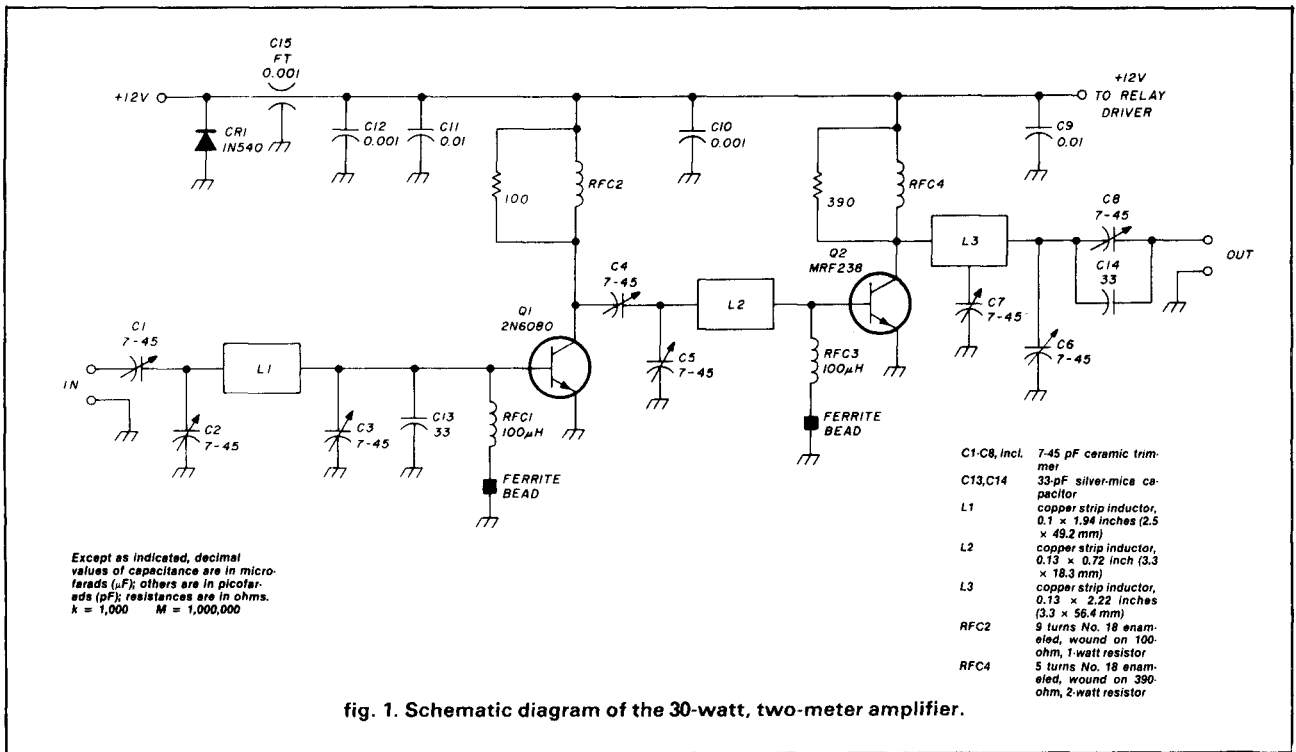 C15
FT
0.001
+12V
CR1
1N540
C12
0.001
C11
0.01
100
RFC2
C10
0.001
390
RFC4
+12V
TO RELAY
DRIVER
C9
0.01
C8
7-45
C14
33
OUT
L3
Q2
MRF238
C7
7-45
C6
7-45
C4
7-45
L2
Q1
2N6080
C5
7-45
RFC3
100μH
FERRITE
BEAD
C1
7-45
IN
L1
C2
7-45
C3
7-45
C13
33
RFC1
100μH
FERRITE
BEAD
Except as indicated, decimal
values of capacitance are in micro-
farads (μF); others are in picofar-
ads (pF); resistances are in ohms.
k = 1,000 M = 1,000,000
C1-C8, incl. 7-45 pF ceramic trim-
mer
C13,C14 33-pF silver-mica ca-
pacitor
L1 copper strip inductor,
0.1 × 1.94 inches (2.5
× 49.2 mm)
L2 copper strip inductor,
0.13 × 0.72 inch (3.3
× 18.3 mm)
L3 copper strip inductor,
0.13 × 2.22 inches
(3.3 × 56.4 mm)
RFC2 9 turns No. 18 enam-
eled, wound on 100-
ohm, 1-watt resistor
RFC4 5 turns No. 18 enam-
eled, wound on 390-
ohm, 2-watt resistor
fig. 1. Schematic diagram of the 30-watt, two-meter amplifier.